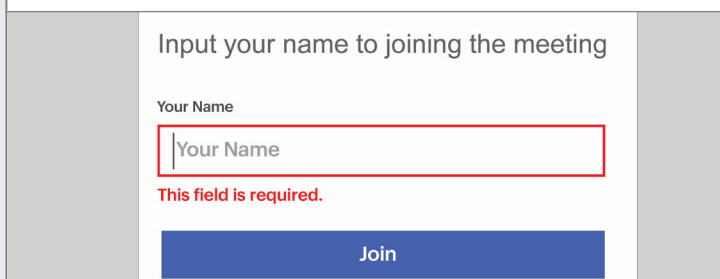 Input your name to joining the meeting
Your Name
Your Name
This field is required.
Join